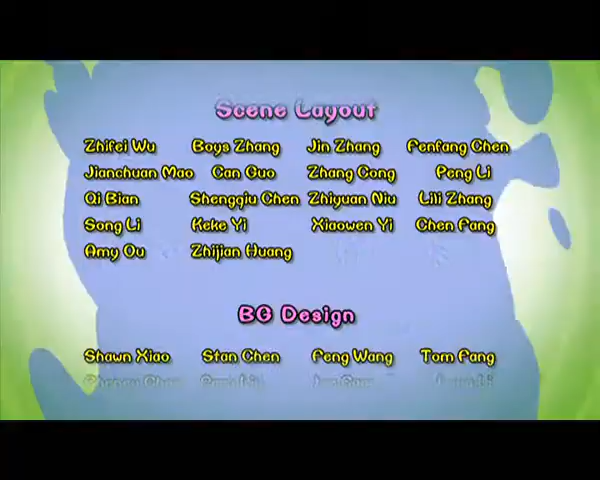 Scene Layout
Zhifei Wu Boys Zhang Jin Zhang Fenfang Chen
Jianchuan Mao Can Guo Zhang Cong Peng Li
Qi Bian Shengqiu Chen Zhiyuan Niu Lili Zhang
Song Li Keke Yi Xiaowen Yi Chen Fang
Amy Ou Zhijian Huang
BG Design
Shawn Xiao Stan Chen Feng Wang Tom Fang